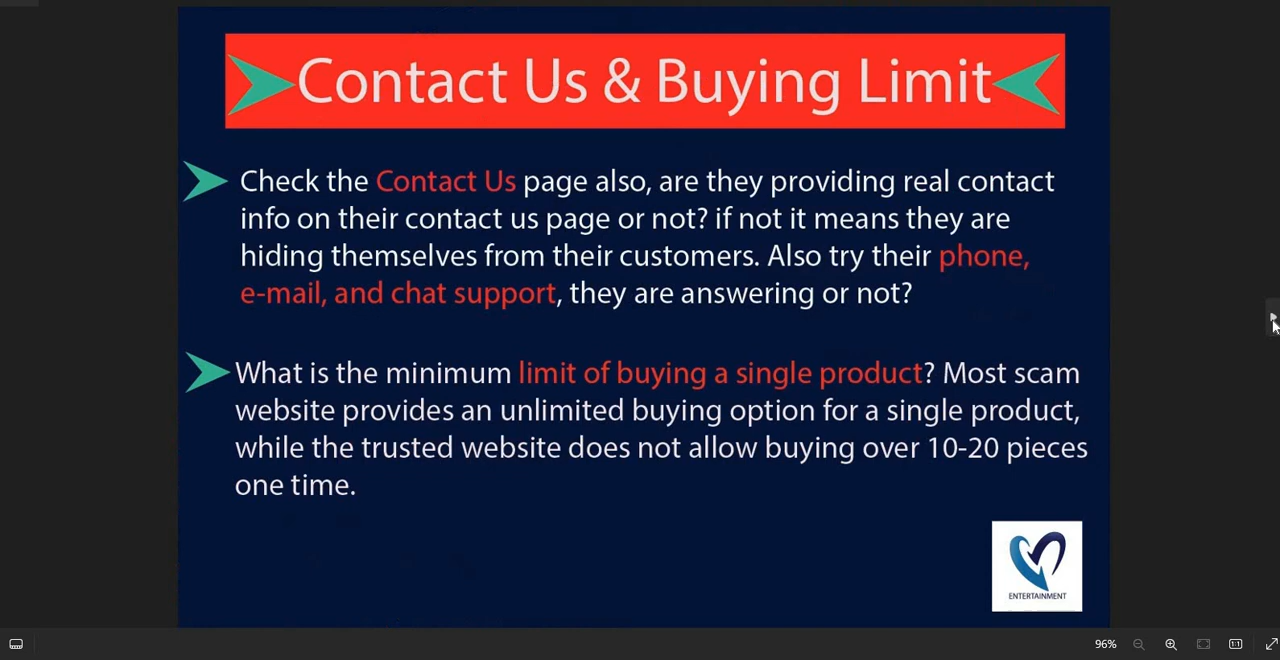 Contact Us & Buying Limit
Check the Contact Us page also, are they providing real contact
info on their contact us page or not? if not it means they are
hiding themselves from their customers. Also try their phone,
e-mail, and chat support, they are answering or not?
What is the minimum limit of buying a single product? Most scam
website provides an unlimited buying option for a single product,
while the trusted website does not allow buying over 10-20 pieces
one time.
ENTERTAINMENT
96%
1:1